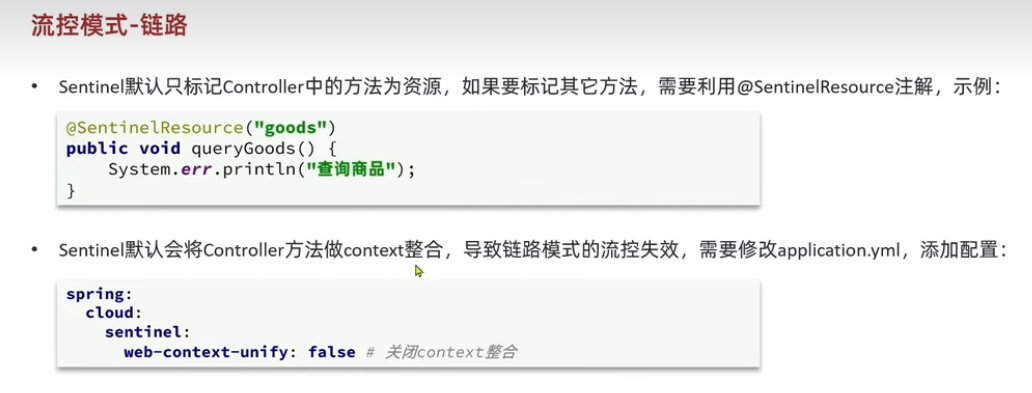 流控模式-链路
• Sentinel默认只标记Controller中的方法为资源，如果要标记其它方法，需要利用@SentinelResource注解，示例：
@SentinelResource("goods")
public void queryGoods() {
    System.err.println("查询商品");
}
• Sentinel默认会将Controller方法做context整合，导致链路模式的流控失效，需要修改application.yml，添加配置：
spring:
  cloud:
    sentinel:
      web-context-unify: false # 关闭context整合